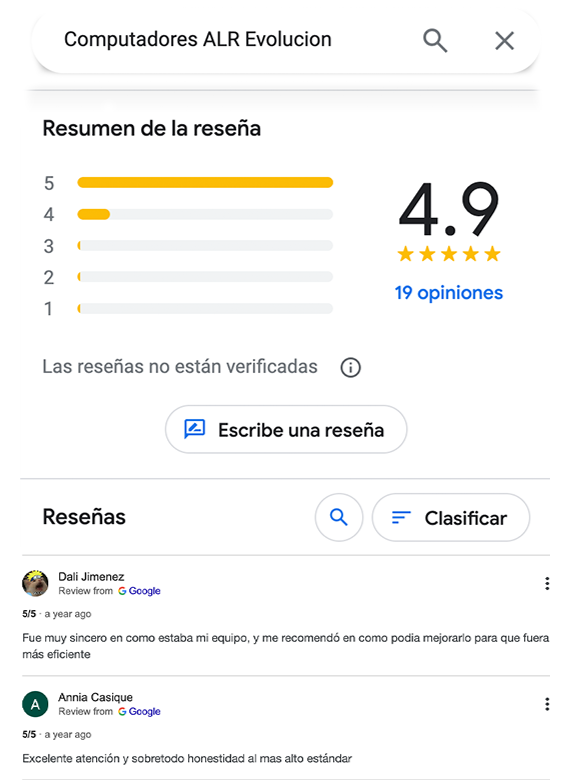 Computadores ALR Evolucion
Resumen de la reseña
5
4
3
2
1
4.9
19 opiniones
Las reseñas no están verificadas
Escribe una reseña
Reseñas
Clasificar
Dali Jimenez
Review from Google
5/5 · a year ago
Fue muy sincero en como estaba mi equipo, y me recomendó en como podia mejorarlo para que fuera
más eficiente
A
Annia Casique
Review from Google
5/5 · a year ago
Excelente atención y sobretodo honestidad al mas alto estándar